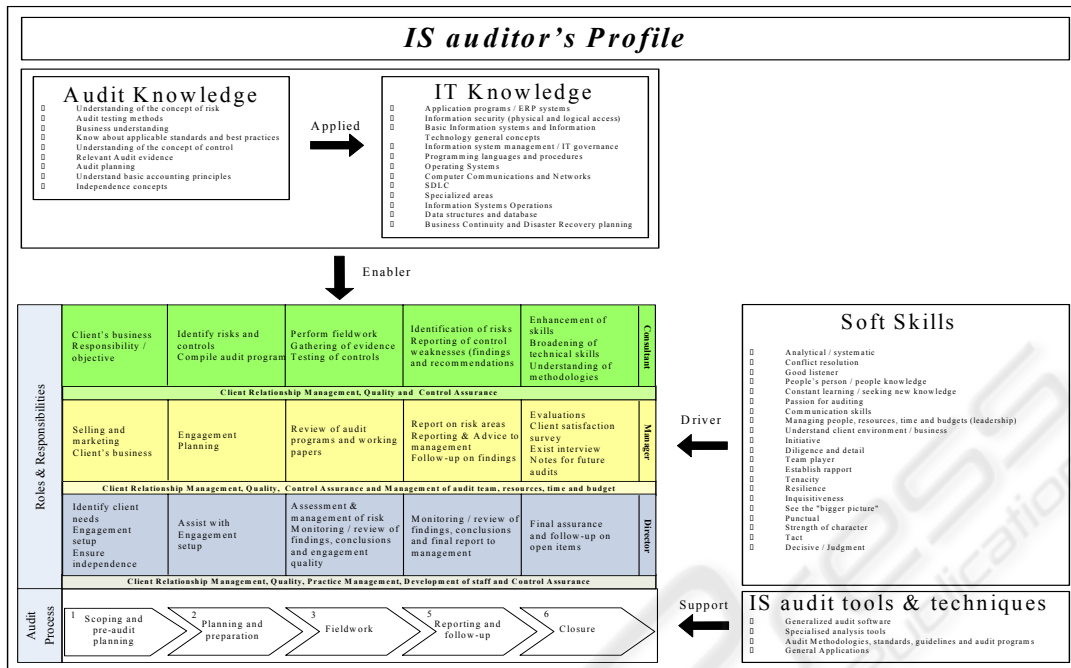 IS auditor's Profile
Audit Knowledge
Understanding of the concept of risk
Audit testing methods
Business understanding
Know about applicable standards and best practices
Understanding of the concept of control
Relevant Audit evidence
Audit planning
Understand basic accounting principles
Independence concepts
Applied
IT Knowledge
Application programs / ERP systems
Information security (physical and logical access)
Basic Information systems and Information
Technology general concepts
Information system management / IT governance
Programming languages and procedures
Operating Systems
Computer Communications and Networks
SDLC
Specialized areas
Information Systems Operations
Data structures and database
Business Continuity and Disaster Recovery planning
Enabler
Roles & Responsibilities
Client's business
Responsibility /
objective
Identify risks and
controls
Compile audit program
Perform fieldwork
Gathering of evidence
Testing of controls
Identification of risks
Reporting of control
weaknesses (findings
and recommendations
Enhancement of
skills
Broadening of
technical skills
Understanding of
methodologies
Consultant
Client Relationship Management, Quality and Control Assurance
Selling and
marketing
Client's business
Engagement
Planning
Review of audit
programs and working
papers
Report on risk areas
Reporting & Advice to
management
Follow-up on findings
Evaluations
Client satisfaction
survey
Exist interview
Notes for future
audits
Manager
Client Relationship Management, Quality, Control Assurance and Management of audit team, resources, time and budget
Identify client
needs
Engagement
setup
Ensure
independence
Assist with
Engagement
setup
Assessment &
management of risk
Monitoring / review of
findings, conclusions
and engagement
quality
Monitoring / review of
findings, conclusions
and final report to
management
Final assurance
and follow-up on
open items
Director
Client Relationship Management, Quality, Practice Management, Development of staff and Control Assurance
Audit
Process
1
Scoping and
pre-audit
planning
2
Planning and
preparation
3
Fieldwork
5
Reporting and
follow-up
6
Closure
Driver
Soft Skills
Analytical / systematic
Conflict resolution
Good listener
People's person / people knowledge
Constant learning / seeking new knowledge
Passion for auditing
Communication skills
Managing people, resources, time and budgets (leadership)
Understand client environment / business
Initiative
Diligence and detail
Team player
Establish rapport
Tenacity
Resilience
Inquisitiveness
See the "bigger picture"
Punctual
Strength of character
Tact
Decisive / Judgment
Support
IS audit tools & techniques
Generalized audit software
Specialised analysis tools
Audit Methodologies, standards, guidelines and audit programs
General Applications